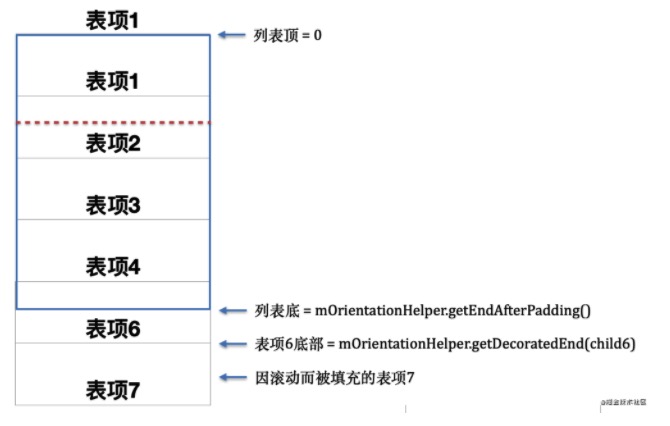 表项1
列表顶 = 0
表项1
表项2
表项3
表项4
列表底 = mOrientationHelper.getEndAfterPadding()
表项6
表项6底部 = mOrientationHelper.getDecoratedEnd(child6)
因滚动而被填充的表项7
表项7
@掘金技术社区